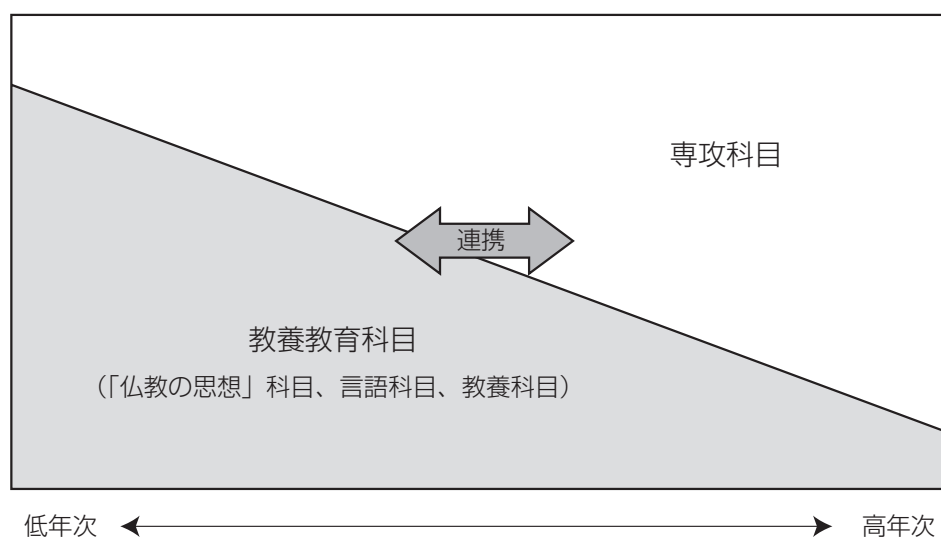 専攻科目
連携
教養教育科目
（「仏教の思想」科目、言語科目、教養科目）
低年次
高年次